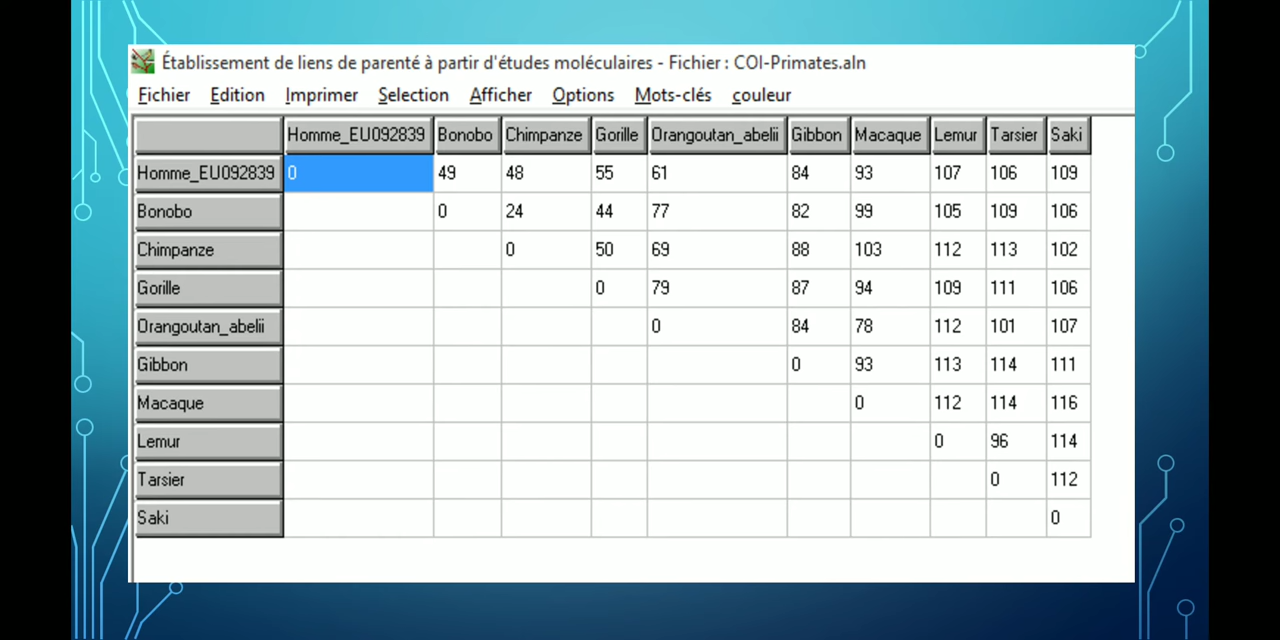 Établissement de liens de parenté à partir d'études moléculaires - Fichier : COI-Primates.aln
Fichier Edition Imprimer Selection Afficher Options Mots-clés couleur
Homme_EU092839 Bonobo Chimpanze Gorille Orangoutan_abelii Gibbon Macaque Lemur Tarsier Saki
Homme_EU092839 0 49 48 55 61 84 93 107 106 109
Bonobo 0 24 44 77 82 99 105 109 106
Chimpanze 0 50 69 88 103 112 113 102
Gorille 0 79 87 94 109 111 106
Orangoutan_abelii 0 84 78 112 101 107
Gibbon 0 93 113 114 111
Macaque 0 112 114 116
Lemur 0 96 114
Tarsier 0 112
Saki 0